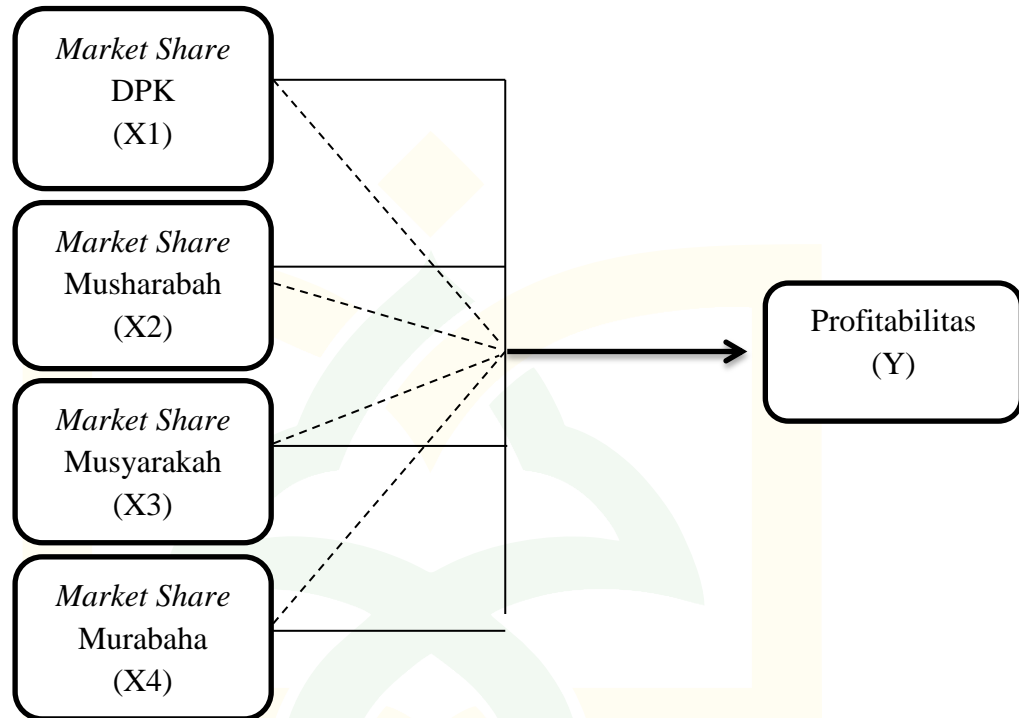 Market Share
DPK
(X1)
Market Share
Musharabah
(X2)
Market Share
Musyarakah
(X3)
Market Share
Murabaha
(X4)
Profitabilitas
(Y)